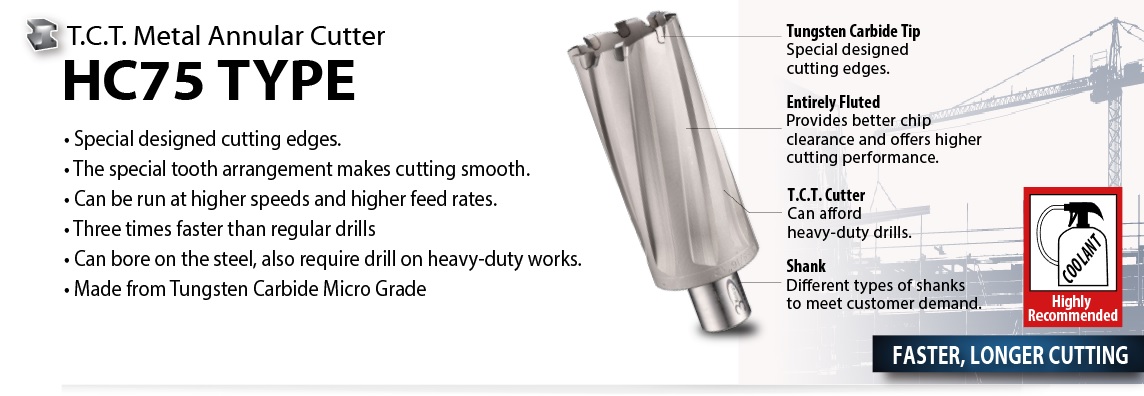 T.C.T. Metal Annular Cutter
HC75 TYPE
• Special designed cutting edges.
• The special tooth arrangement makes cutting smooth.
• Can be run at higher speeds and higher feed rates.
• Three times faster than regular drills
• Can bore on the steel, also require drill on heavy-duty works.
• Made from Tungsten Carbide Micro Grade
Tungsten Carbide Tip
Special designed
cutting edges.
Entirely Fluted
Provides better chip
clearance and offers higher
cutting performance.
T.C.T. Cutter
Can afford
heavy-duty drills.
Shank
Different types of shanks
to meet customer demand.
COOLANT
Highly
Recommended
FASTER, LONGER CUTTING